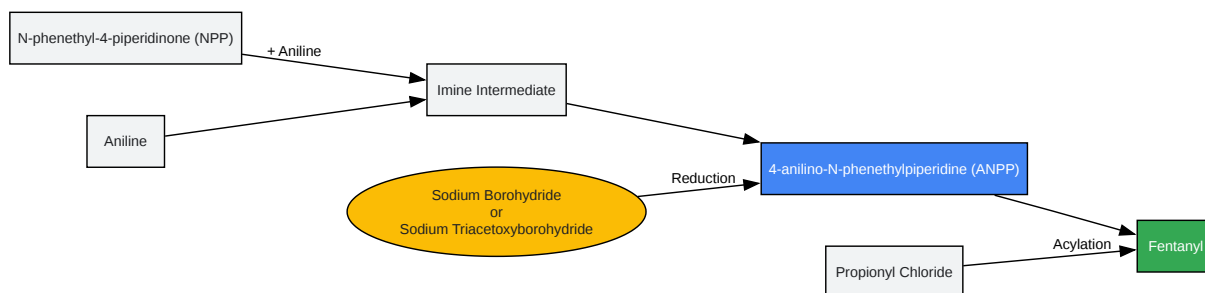 N-phenethyl-4-piperidinone (NPP)
+ Aniline
Imine Intermediate
Aniline
4-anilino-N-phenethylpiperidine (ANPP)
Reduction
Sodium Borohydride
or
Sodium Triacetoxyborohydride
Fentanyl
Acylation
Propionyl Chloride